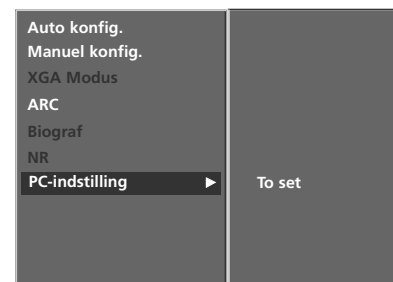 Auto konfig.
Manuel konfig.
XGA Modus
ARC
Biograf
NR
PC-indstilling ▶ To set